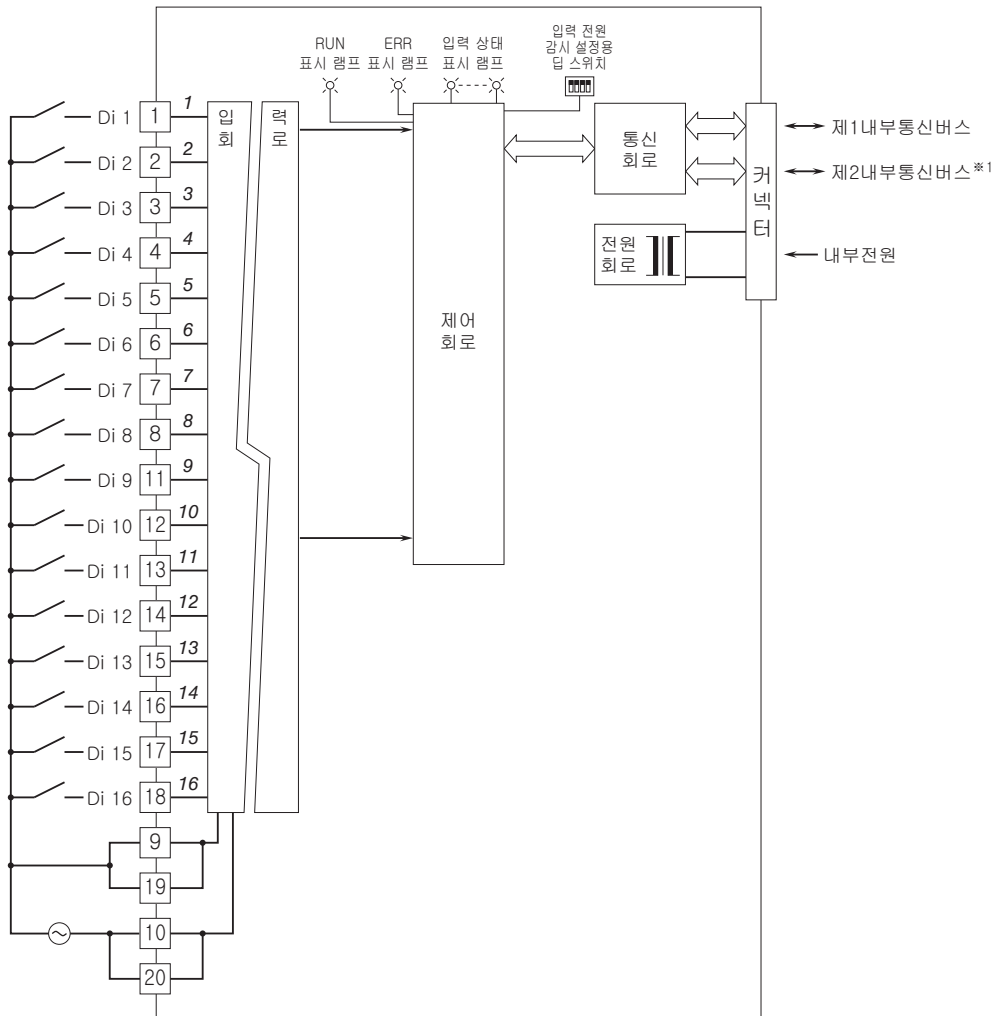 RUN
표시 램프
ERR
표시 램프
입력 상태
표시 램프
입력 전원
감시 설정용
딥 스위치
Di 1 1 1
Di 2 2 2
Di 3 3 3
Di 4 4 4
Di 5 5 5
Di 6 6 6
Di 7 7 7
Di 8 8 8
Di 9 11 9
Di 10 12 10
Di 11 13 11
Di 12 14 12
Di 13 15 13
Di 14 16 14
Di 15 17 15
Di 16 18 16
9
19
10
20
입 력
회 로
제어
회로
통신
회로
전원
회로
커넥터
제1내부통신버스
제2내부통신버스※1
내부전원